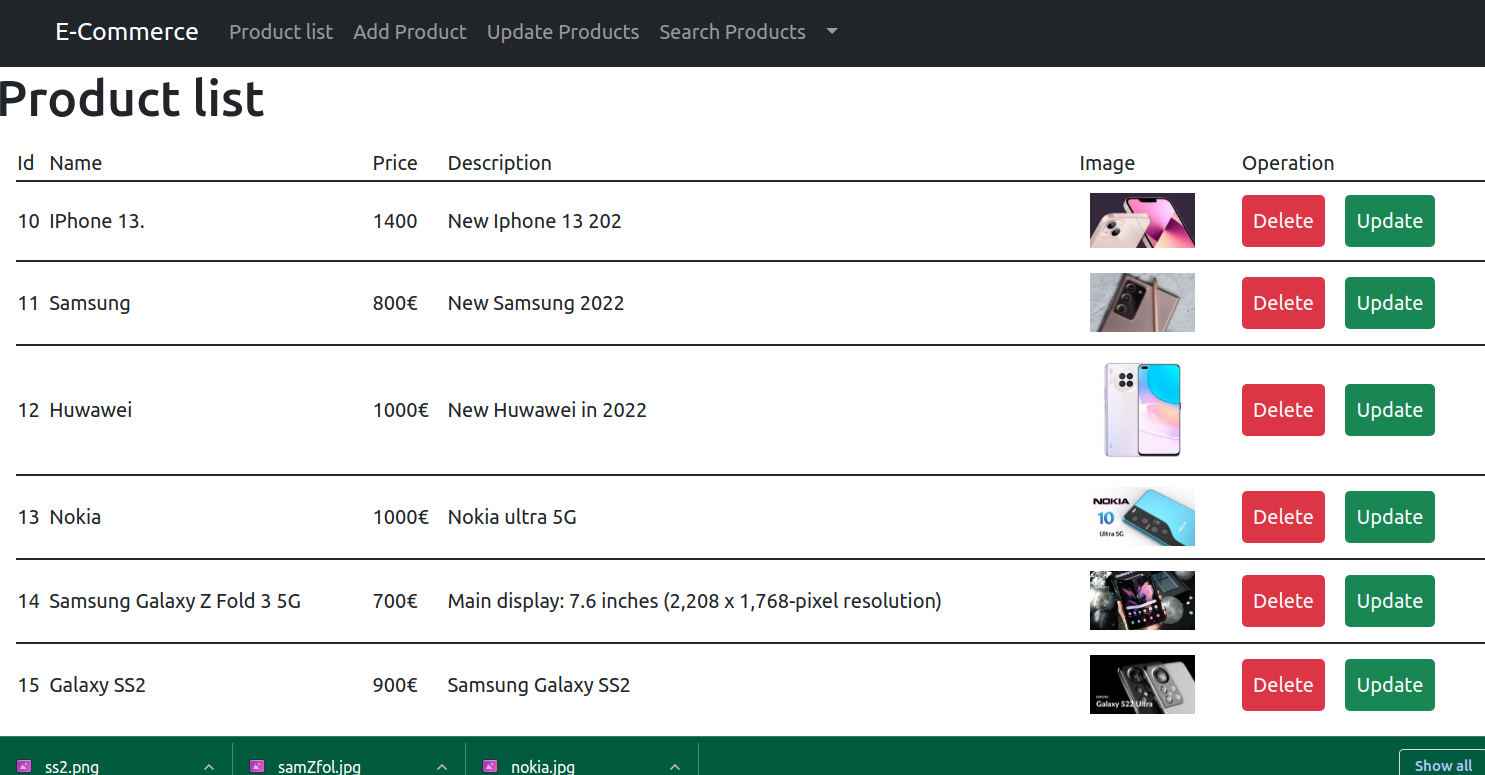 E-Commerce Product list Add Product Update Products Search Products
Product list
Id Name Price Description Image Operation
10 IPhone 13. 1400 New Iphone 13 202 Delete Update
11 Samsung 800€ New Samsung 2022 Delete Update
12 Huwawei 1000€ New Huwawei in 2022 Delete Update
13 Nokia 1000€ Nokia ultra 5G Delete Update
NOKIA
10
Ultra 5G
14 Samsung Galaxy Z Fold 3 5G 700€ Main display: 7.6 inches (2,208 x 1,768-pixel resolution) Delete Update
15 Galaxy SS2 900€ Samsung Galaxy SS2 Delete Update
Galaxy S22 Ultra
ss2.png samZfol.jpg nokia.jpg Show all